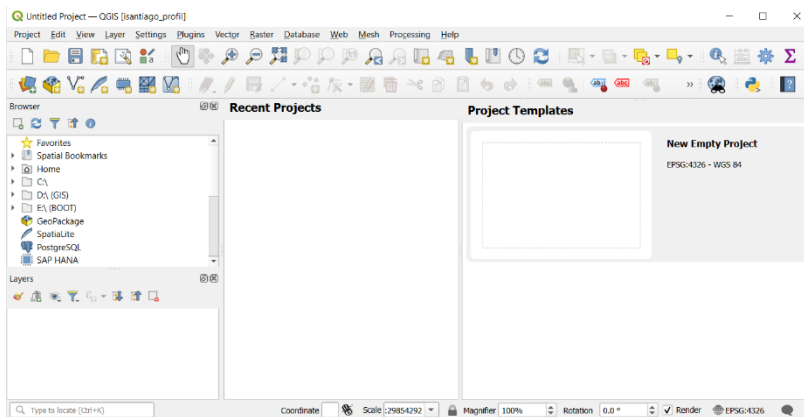 Untitled Project — QGIS [isantiago_profil]
Project Edit View Layer Settings Plugins Vector Raster Database Web Mesh Processing Help
abc
abc
Browser
Favorites
Spatial Bookmarks
Home
C:\
D:\ (GIS)
E:\ (BOOT)
GeoPackage
SpatiaLite
PostgreSQL
SAP HANA
Layers
Recent Projects
Project Templates
New Empty Project
EPSG:4326 - WGS 84
Type to locate (Ctrl+K)
Coordinate
Scale :29854292
Magnifier 100%
Rotation 0.0 °
Render
EPSG:4326